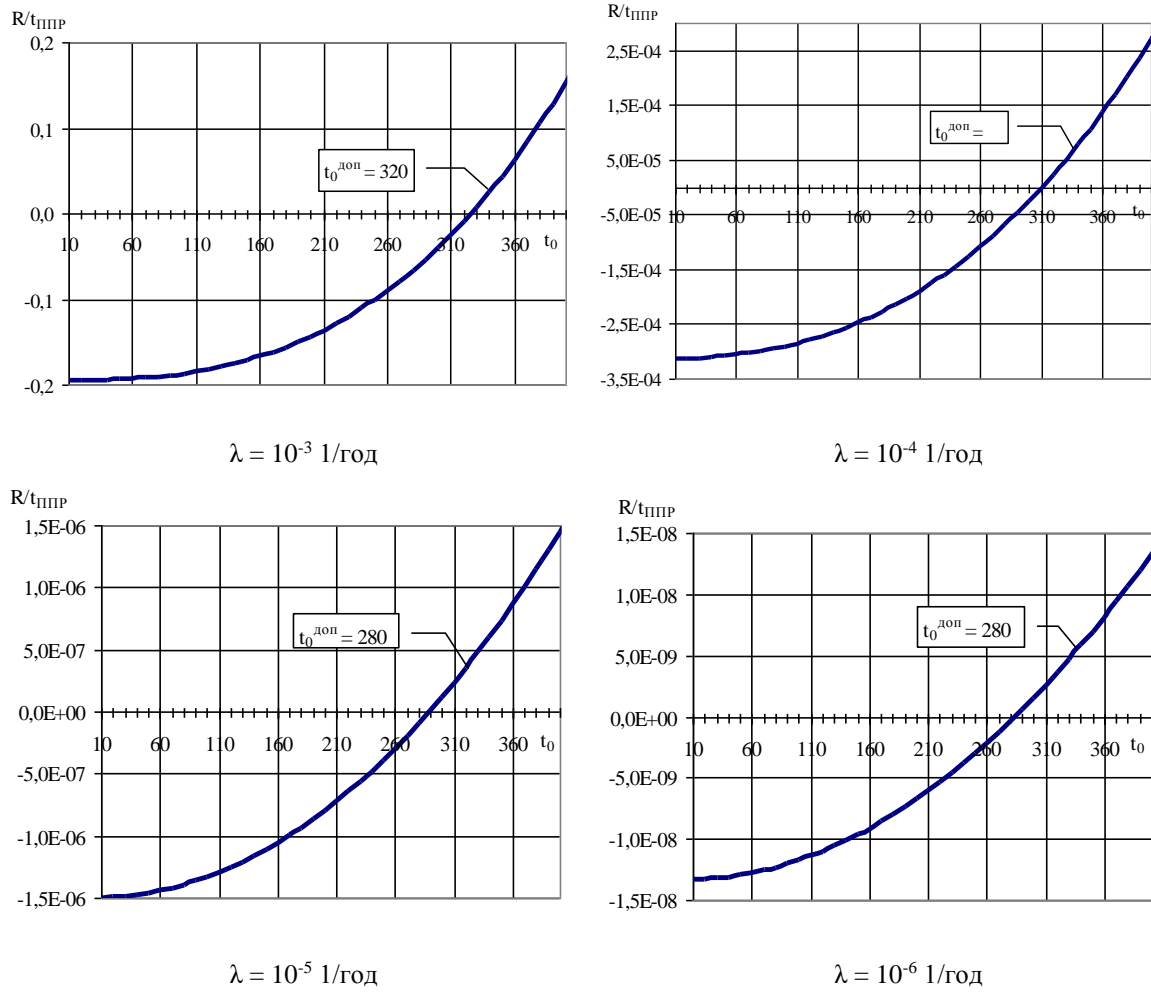 R/tППР
0,2
0,1
0,0
-0,1
-0,2
t0доп = 320
10 60 110 160 210 260 310 360 t0
λ = 10-3 1/год
R/tППР
2,5E-04
1,5E-04
5,0E-05
-5,0E-05
-1,5E-04
-2,5E-04
-3,5E-04
t0доп =
10 60 110 160 210 260 310 360 t0
λ = 10-4 1/год
R/tППР
1,5E-06
1,0E-06
5,0E-07
0,0E+00
-5,0E-07
-1,0E-06
-1,5E-06
t0доп = 280
10 60 110 160 210 260 310 360 t0
λ = 10-5 1/год
R/tППР
1,5E-08
1,0E-08
5,0E-09
0,0E+00
-5,0E-09
-1,0E-08
-1,5E-08
t0доп = 280
10 60 110 160 210 260 310 360 t0
λ = 10-6 1/год